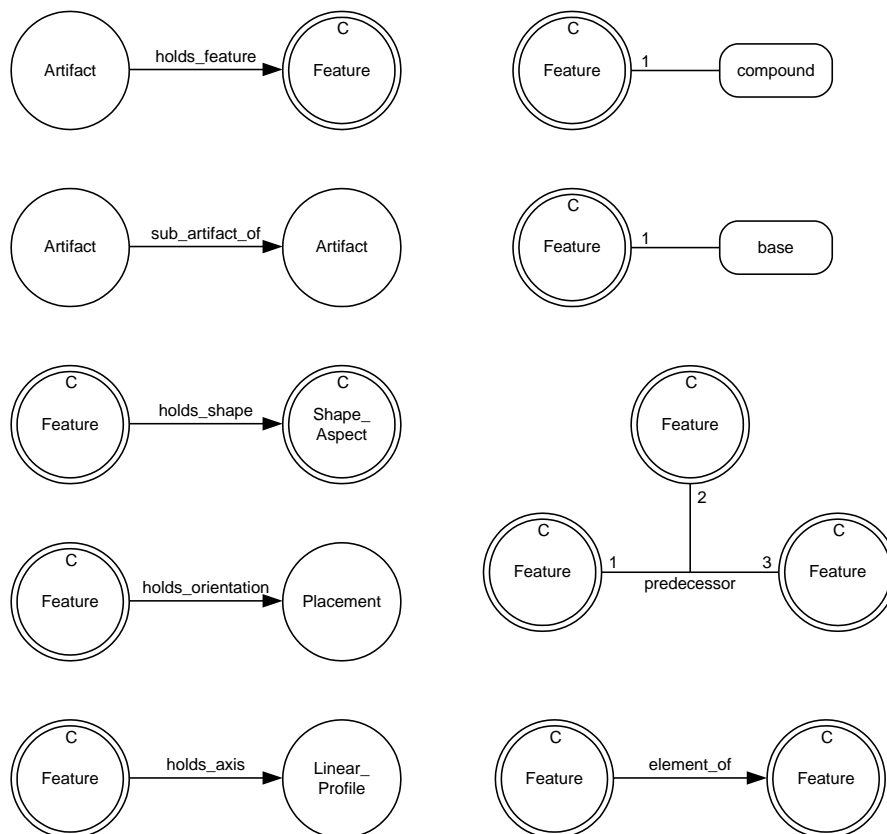 C
Artifact holds_feature Feature
C
Feature 1 compound
Artifact sub_artifact_of Artifact
C
Feature 1 base
C
Feature holds_shape
C
Shape_
Aspect
C
Feature
2
C
Feature 1 predecessor 3
C
Feature
C
Feature holds_orientation Placement
C
Feature holds_axis Linear_
Profile
C
Feature element_of
C
Feature